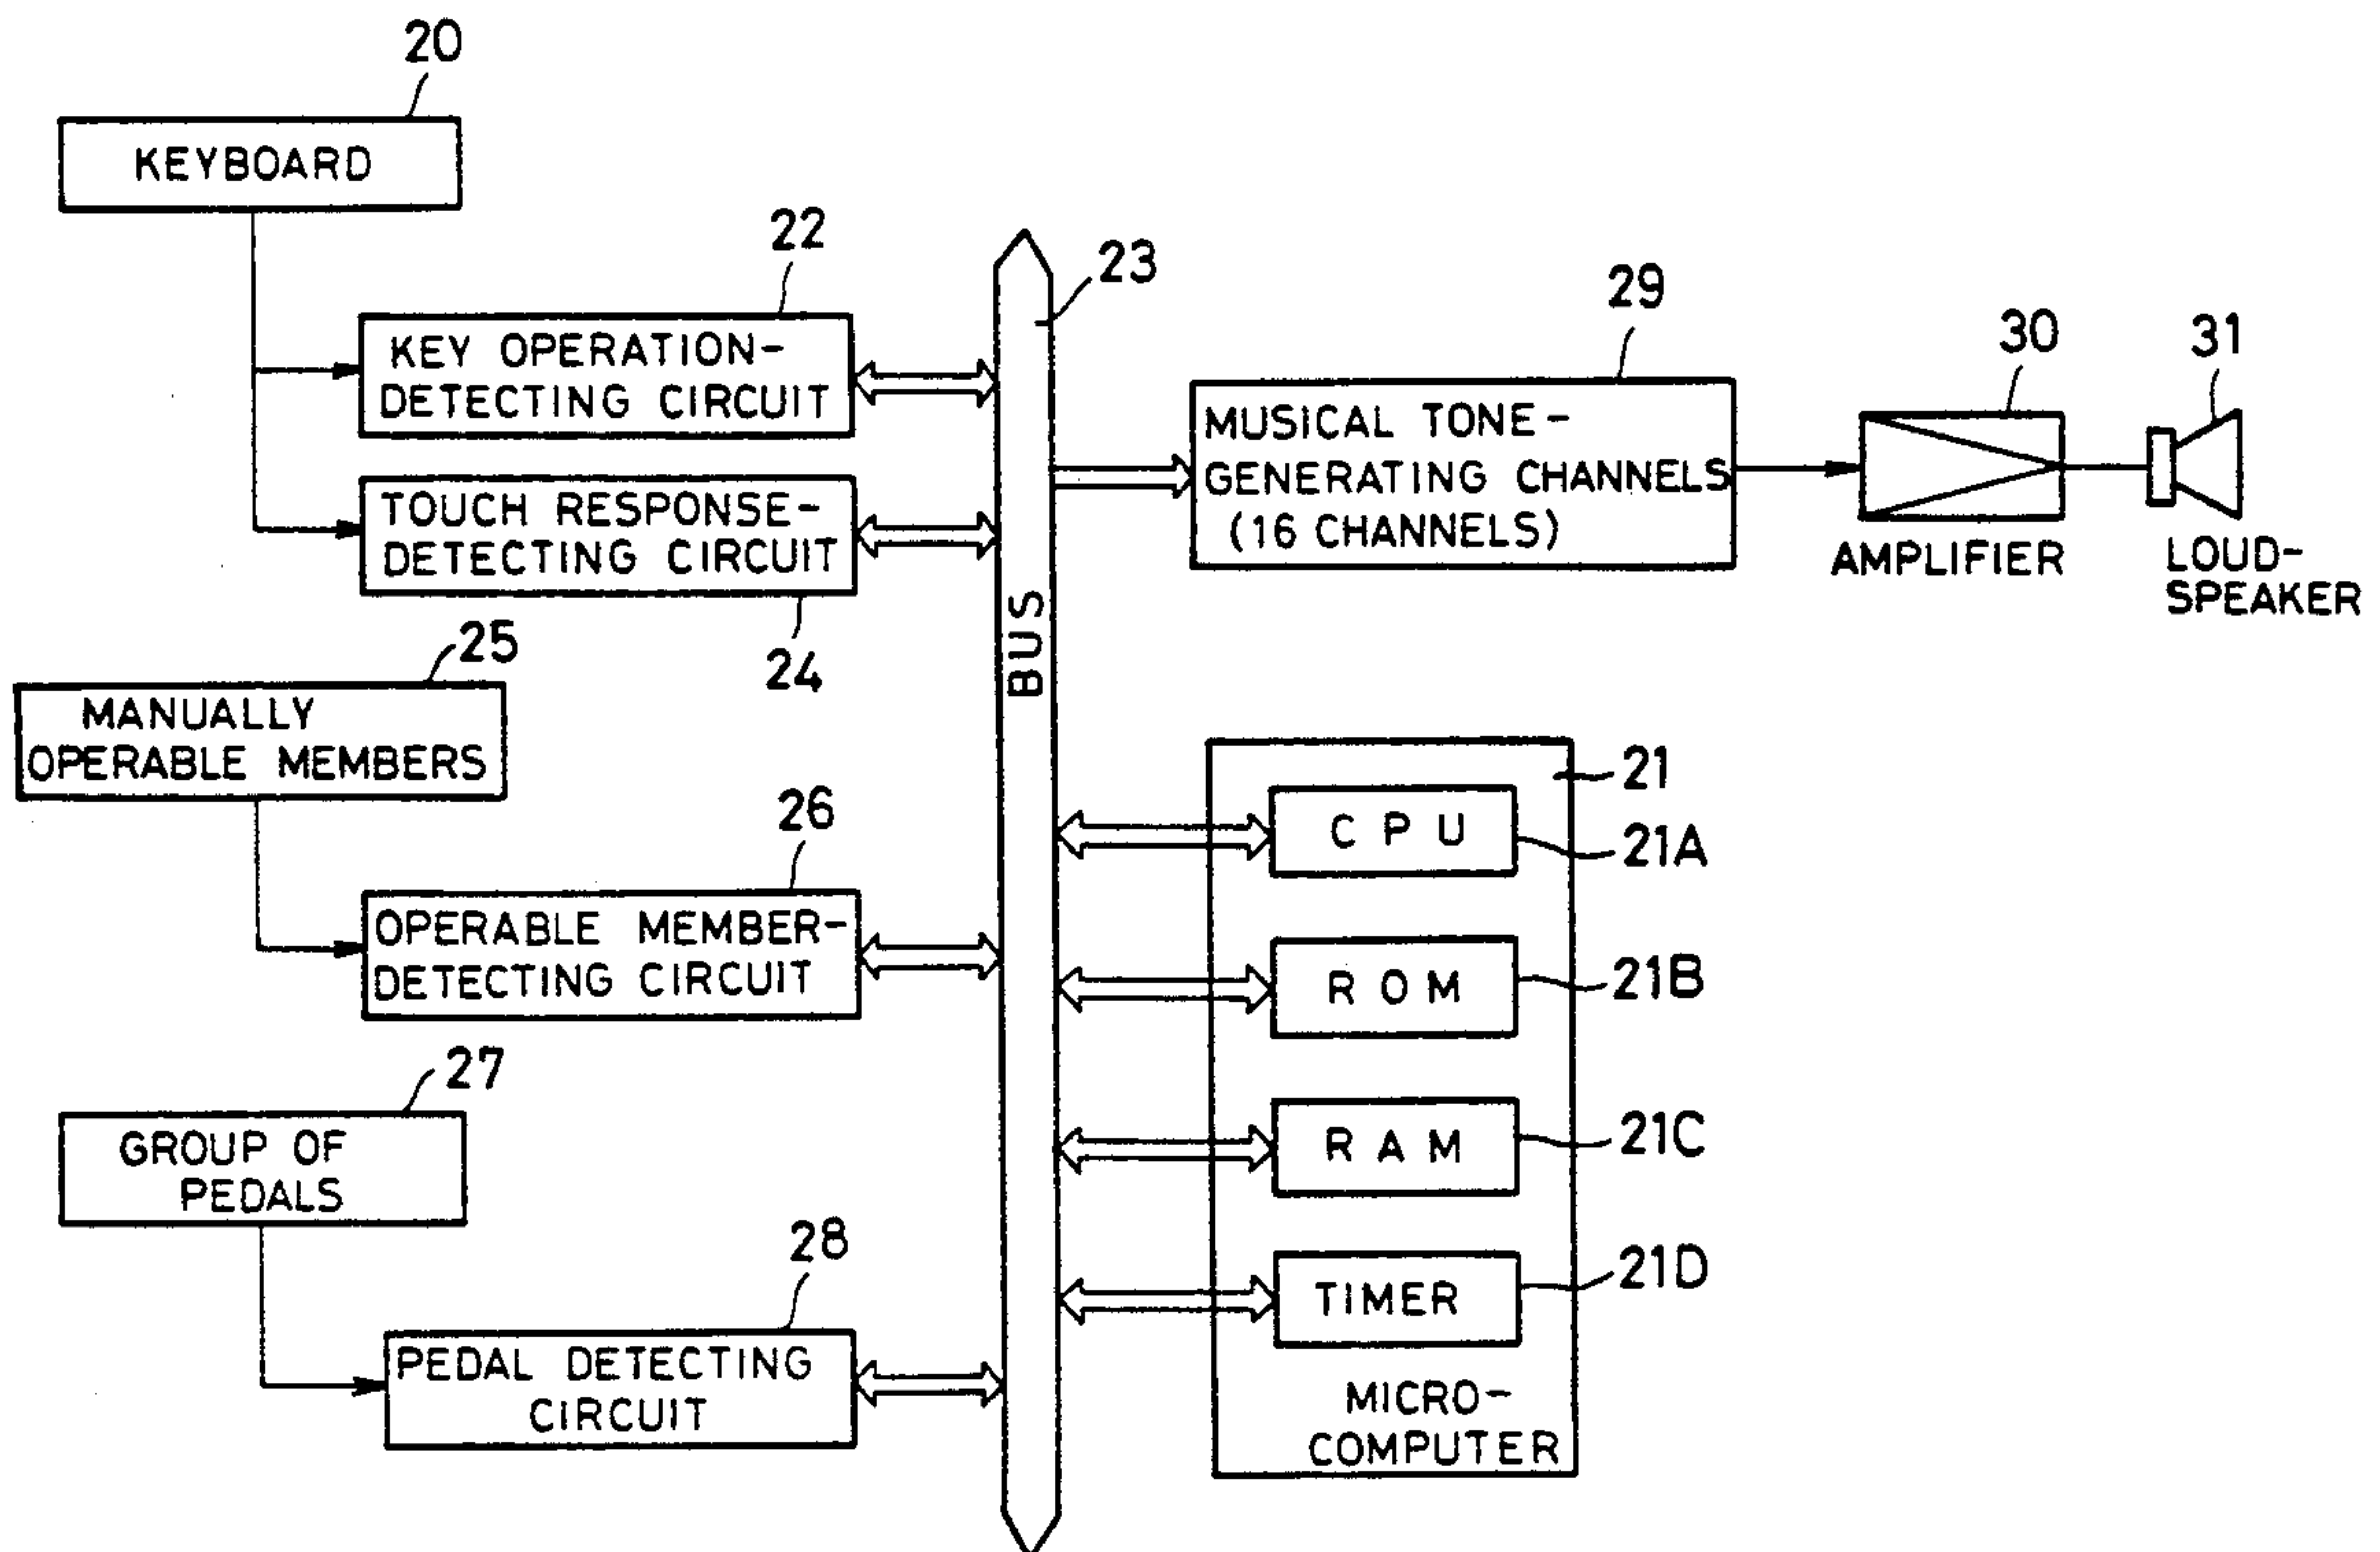 20
KEYBOARD
22
KEY OPERATION-
DETECTING CIRCUIT
TOUCH RESPONSE-
DETECTING CIRCUIT
24
25
MANUALLY
OPERABLE MEMBERS
26
OPERABLE MEMBER-
DETECTING CIRCUIT
27
GROUP OF
PEDALS
28
PEDAL DETECTING
CIRCUIT
23
BUS
29
MUSICAL TONE-
GENERATING CHANNELS
(16 CHANNELS)
30
AMPLIFIER
31
LOUD-
SPEAKER
21
CPU
21A
ROM
21B
RAM
21C
TIMER
21D
MICRO-
COMPUTER